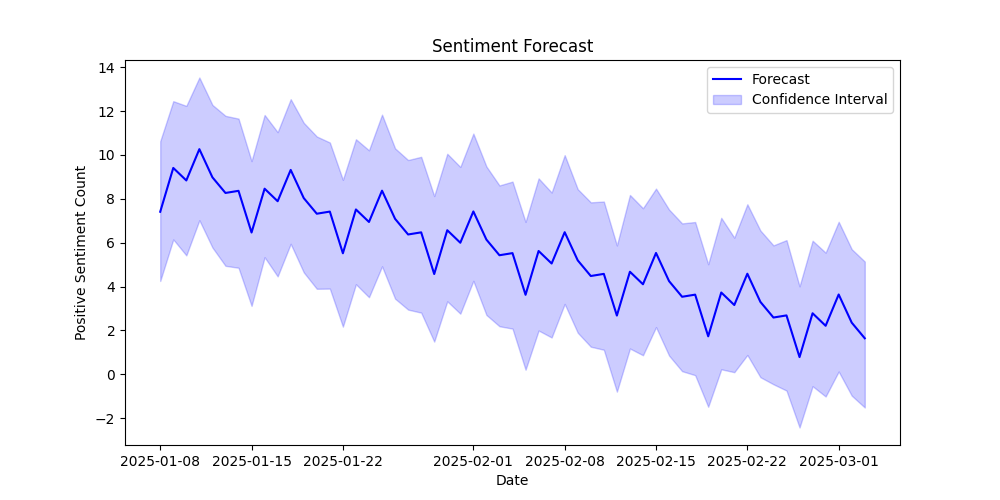 Sentiment Forecast
Forecast
Confidence Interval
Positive Sentiment Count
14
12
10
8
6
4
2
0
−2
2025-01-08 2025-01-15 2025-01-22 2025-02-01 2025-02-08 2025-02-15 2025-02-22 2025-03-01
Date